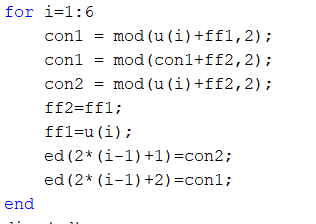 for i=1:6
con1 = mod(u(i)+ff1,2);
con1 = mod(con1+ff2,2);
con2 = mod(u(i)+ff2,2);
ff2=ff1;
ff1=u(i);
ed(2*(i-1)+1)=con2;
ed(2*(i-1)+2)=con1;
end